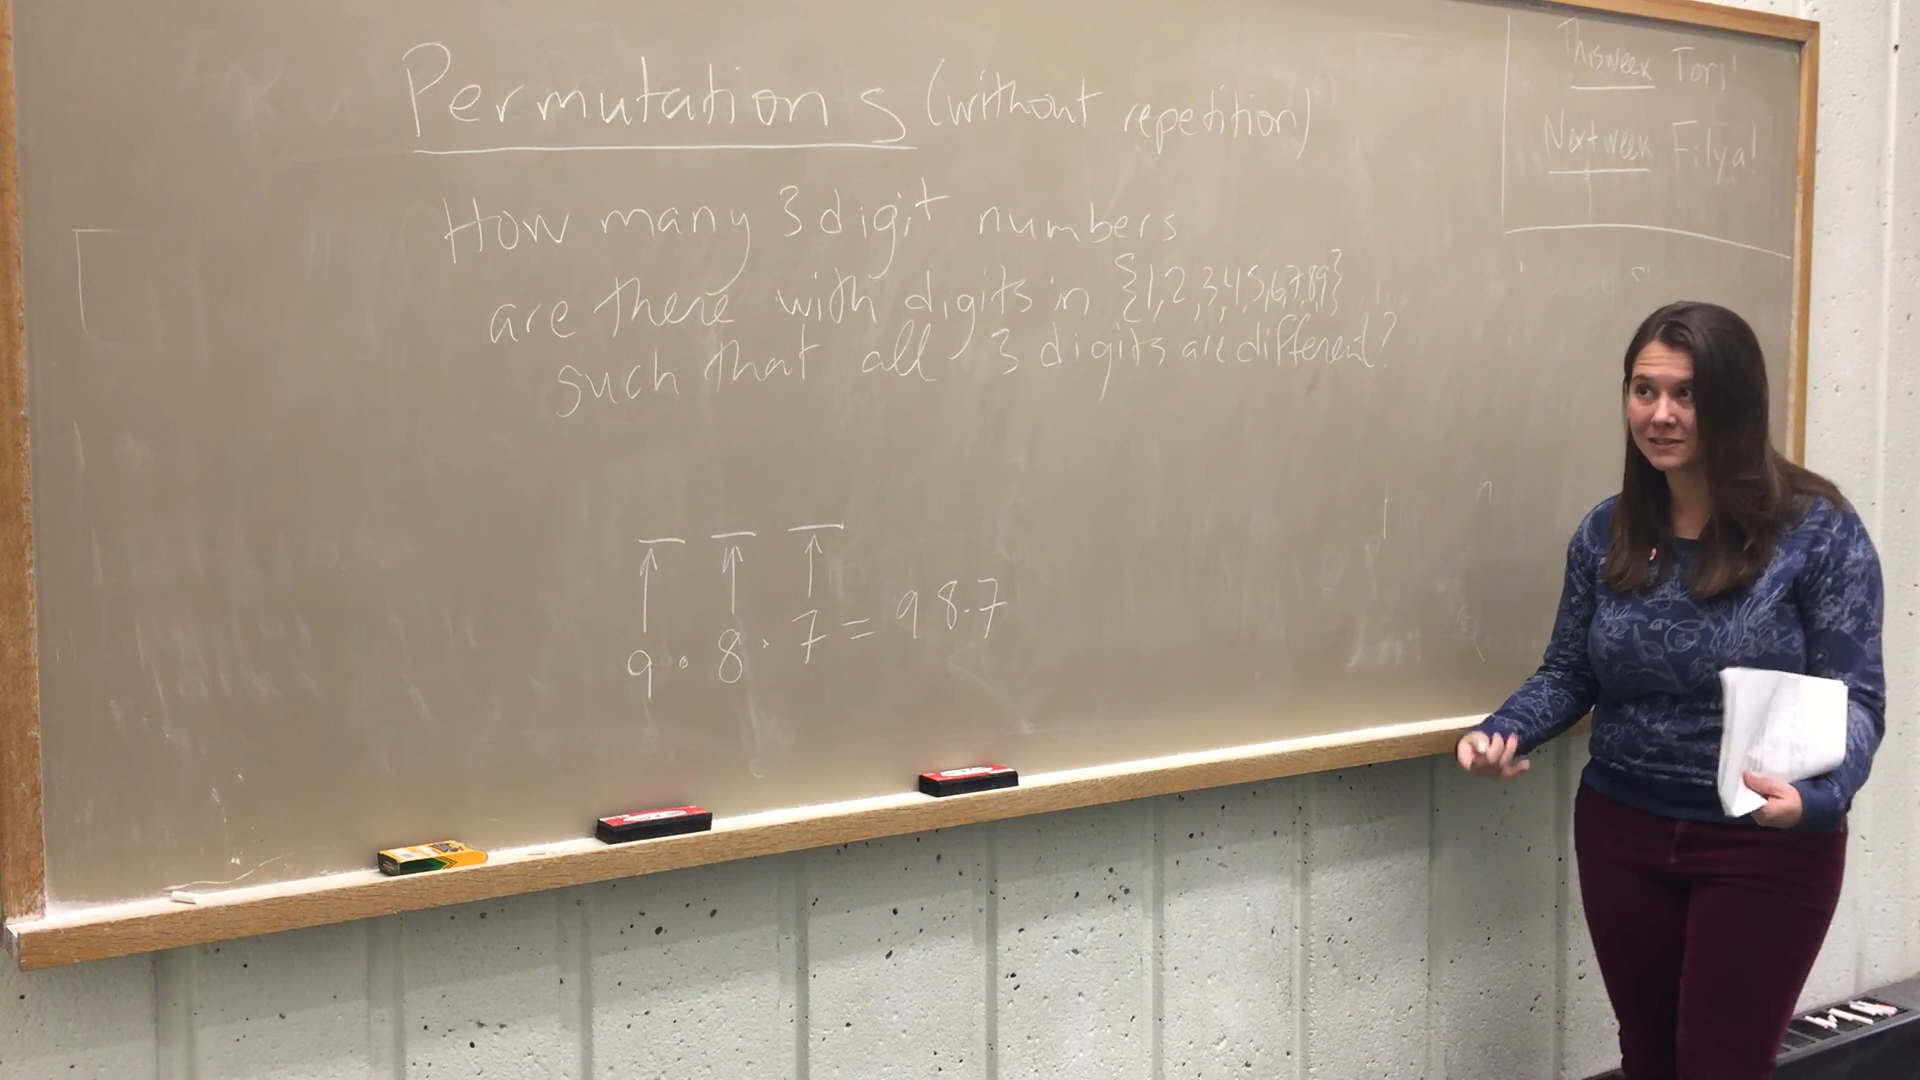 Permutations (without repetition)
How many 3 digit numbers
are there with digits in {1,2,3,4,5,6,7,8,9}
such that all 3 digits are different?
9 · 8 · 7 = 9 8·7
This week Tori!
Next week Filya!